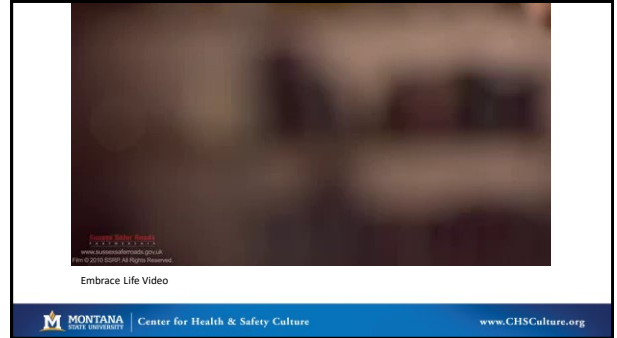 Sussex Safer Roads
PARTNERSHIP
www.sussexsaferroads.gov.uk
Film © 2010 SSRP. All Rights Reserved.
Embrace Life Video
M MONTANA
STATE UNIVERSITY
Center for Health & Safety Culture
www.CHSCulture.org